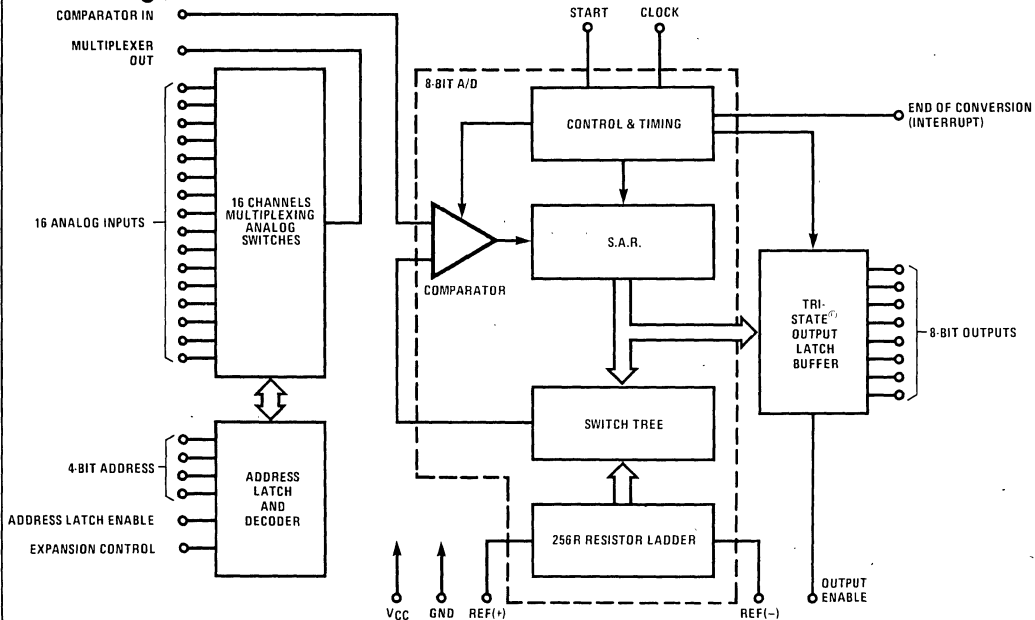 COMPARATOR IN
MULTIPLEXER
OUT
16 ANALOG INPUTS
16 CHANNELS
MULTIPLEXING
ANALOG
SWITCHES
4-BIT ADDRESS
ADDRESS LATCH ENABLE
EXPANSION CONTROL
ADDRESS
LATCH
AND
DECODER
START
CLOCK
8-BIT A/D
CONTROL & TIMING
END OF CONVERSION
(INTERRUPT)
S.A.R.
COMPARATOR
TRI-
STATE®
OUTPUT
LATCH
BUFFER
8-BIT OUTPUTS
SWITCH TREE
256R RESISTOR LADDER
VCC
GND
REF(+)
REF(−)
OUTPUT
ENABLE